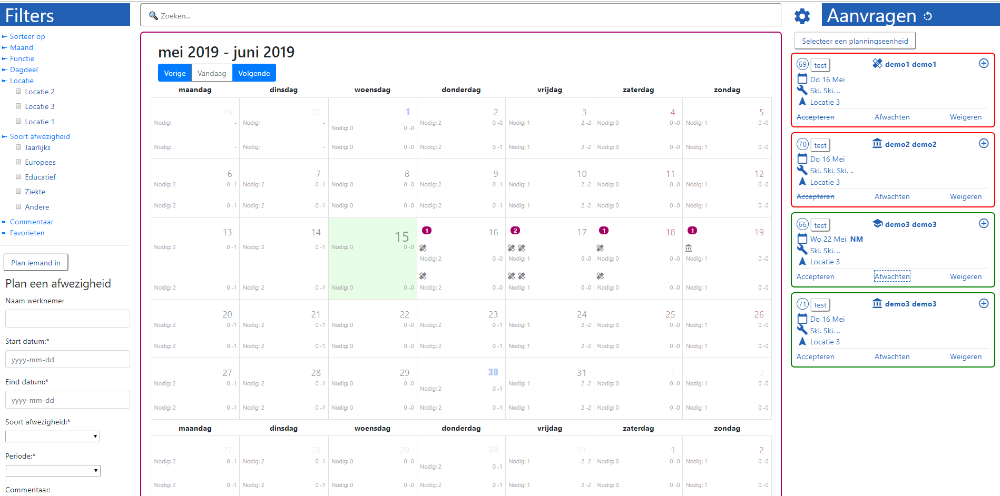 Filters
Sorteer op
Maand
Functie
Dagdeel
Locatie
Locatie 2
Locatie 3
Locatie 1
Soort afwezigheid
Jaarlijks
Europees
Educatief
Ziekte
Andere
Commentaar
Favorieten
Plan iemand in
Plan een afwezigheid
Naam werknemer
Start datum:*
yyyy-mm-dd
Eind datum:*
yyyy-mm-dd
Soort afwezigheid:*
Periode:*
Commentaar:
Zoeken...
mei 2019 - juni 2019
Vorige Vandaag Volgende
maandag dinsdag woensdag donderdag vrijdag zaterdag zondag
29 30 1 2 3 4 5
Nodig: - Nodig: - Nodig: 0 0 -0 Nodig: 2 0 -0 Nodig: 1 2 -2 Nodig: 0 0 -0 Nodig: 1 0 -0
Nodig: - Nodig: - Nodig: 0 0 -0 Nodig: 2 0 -1 Nodig: 1 2 -2 Nodig: 0 0 -0 Nodig: 1 0 -0
6 7 8 9 10 11 12
Nodig: 2 0 -1 Nodig: 2 0 -1 Nodig: 0 0 -0 Nodig: 2 0 -1 Nodig: 1 2 -2 Nodig: 0 0 -0 Nodig: 1 0 -0
Nodig: 2 0 -1 Nodig: 2 0 -1 Nodig: 0 0 -0 Nodig: 2 0 -1 Nodig: 1 2 -2 Nodig: 0 0 -0 Nodig: 1 0 -0
13 14 15 1 16 2 17 1 18 1 19
Nodig: 2 0 -1 Nodig: 2 0 -1 Nodig: 0 0 -0 Nodig: 2 0 -0 Nodig: 1 0 -0 Nodig: 0 0 -0 Nodig: 1 0 -0
Nodig: 2 0 -1 Nodig: 2 0 -1 Nodig: 0 0 -0 Nodig: 2 0 -0 Nodig: 1 0 -0 Nodig: 0 0 -0 Nodig: 1 0 -0
20 21 22 23 24 25 26
Nodig: 2 0 -1 Nodig: 2 0 -1 Nodig: 0 0 -0 Nodig: 2 0 -1 Nodig: 1 2 -2 Nodig: 0 0 -0 Nodig: 1 0 -0
Nodig: 2 0 -1 Nodig: 2 0 -1 Nodig: 0 0 -0 Nodig: 2 0 -1 Nodig: 1 2 -2 Nodig: 0 0 -0 Nodig: 1 0 -0
27 28 29 30 31 1 2
Nodig: 2 0 -1 Nodig: 2 0 -1 Nodig: 0 0 -0 Nodig: 2 0 -1 Nodig: 1 2 -2 Nodig: 0 0 -0 Nodig: 1 0 -0
Nodig: 2 0 -1 Nodig: 2 0 -1 Nodig: 0 0 -0 Nodig: 2 0 -1 Nodig: 1 2 -2 Nodig: 0 0 -0 Nodig: 1 0 -0
maandag dinsdag woensdag donderdag vrijdag zaterdag zondag
27 28 29 30 31 1 2
Nodig: 2 0 -1 Nodig: 2 0 -1 Nodig: 0 0 -0 Nodig: 2 0 -1 Nodig: 1 2 -2 Nodig: 0 0 -0 Nodig: 1 0 -0
Nodig: 2 0 -1 Nodig: 2 0 -1 Nodig: 0 0 -0 Nodig: 2 0 -1 Nodig: 1 2 -2 Nodig: 0 0 -0 Nodig: 1 0 -0
Aanvragen
Selecteer een planningseenheid
69 test demo1 demo1
Do 16 Mei
Ski. Ski. ..
Locatie 3
Accepteren Afwachten Weigeren
70 test demo2 demo2
Do 16 Mei
Ski. Ski. Ski. ..
Locatie 3
Accepteren Afwachten Weigeren
66 test demo3 demo3
Wo 22 Mei, NM
Ski. Ski. ..
Locatie 3
Accepteren Afwachten Weigeren
71 test demo3 demo3
Do 16 Mei
Ski. Ski. ..
Locatie 3
Accepteren Afwachten Weigeren